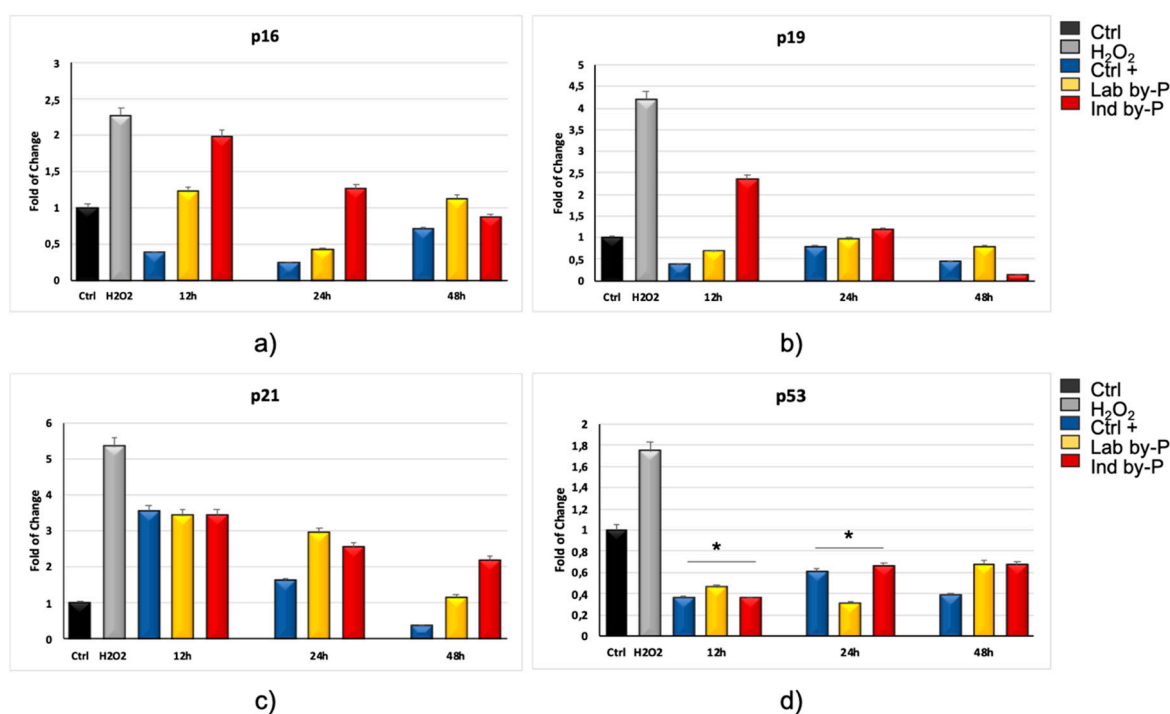 p16
Fold of Change
3
2,5
2
1,5
1
0,5
0
Ctrl H2O2 12h 24h 48h
a)
p19
Fold of Change
5
4,5
4
3,5
3
2,5
2
1,5
1
0,5
0
Ctrl H2O2 12h 24h 48h
b)
Ctrl
H₂O₂
Ctrl +
Lab by-P
Ind by-P
p21
Fold of Change
6
5
4
3
2
1
0
Ctrl H2O2 12h 24h 48h
c)
p53
Fold of Change
2
1,8
1,6
1,4
1,2
1
0,8
0,6
0,4
0,2
0
* *
Ctrl H2O2 12h 24h 48h
d)
Ctrl
H₂O₂
Ctrl +
Lab by-P
Ind by-P